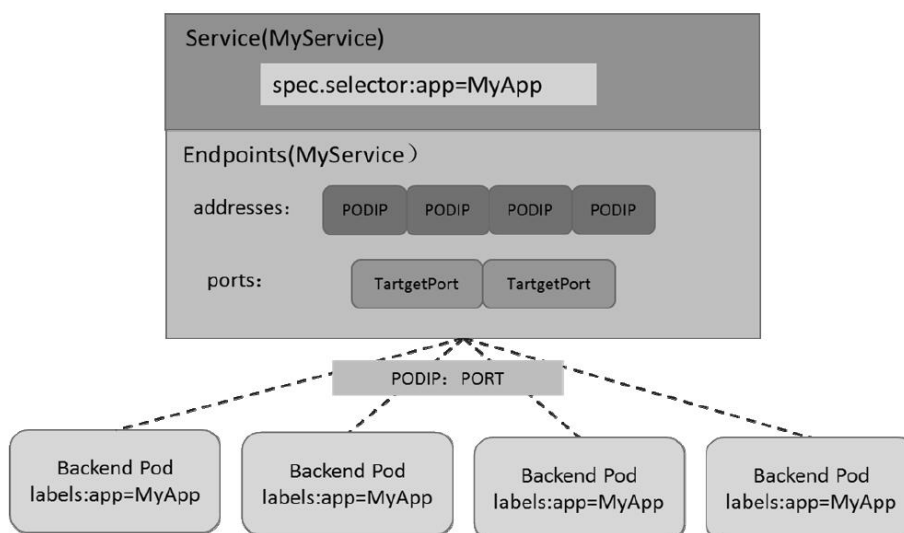 Service(MyService)
spec.selector:app=MyApp
Endpoints(MyService）
addresses:
PODIP PODIP PODIP PODIP
ports:
TartgetPort TartgetPort
PODIP：PORT
Backend Pod
labels:app=MyApp
Backend Pod
labels:app=MyApp
Backend Pod
labels:app=MyApp
Backend Pod
labels:app=MyApp